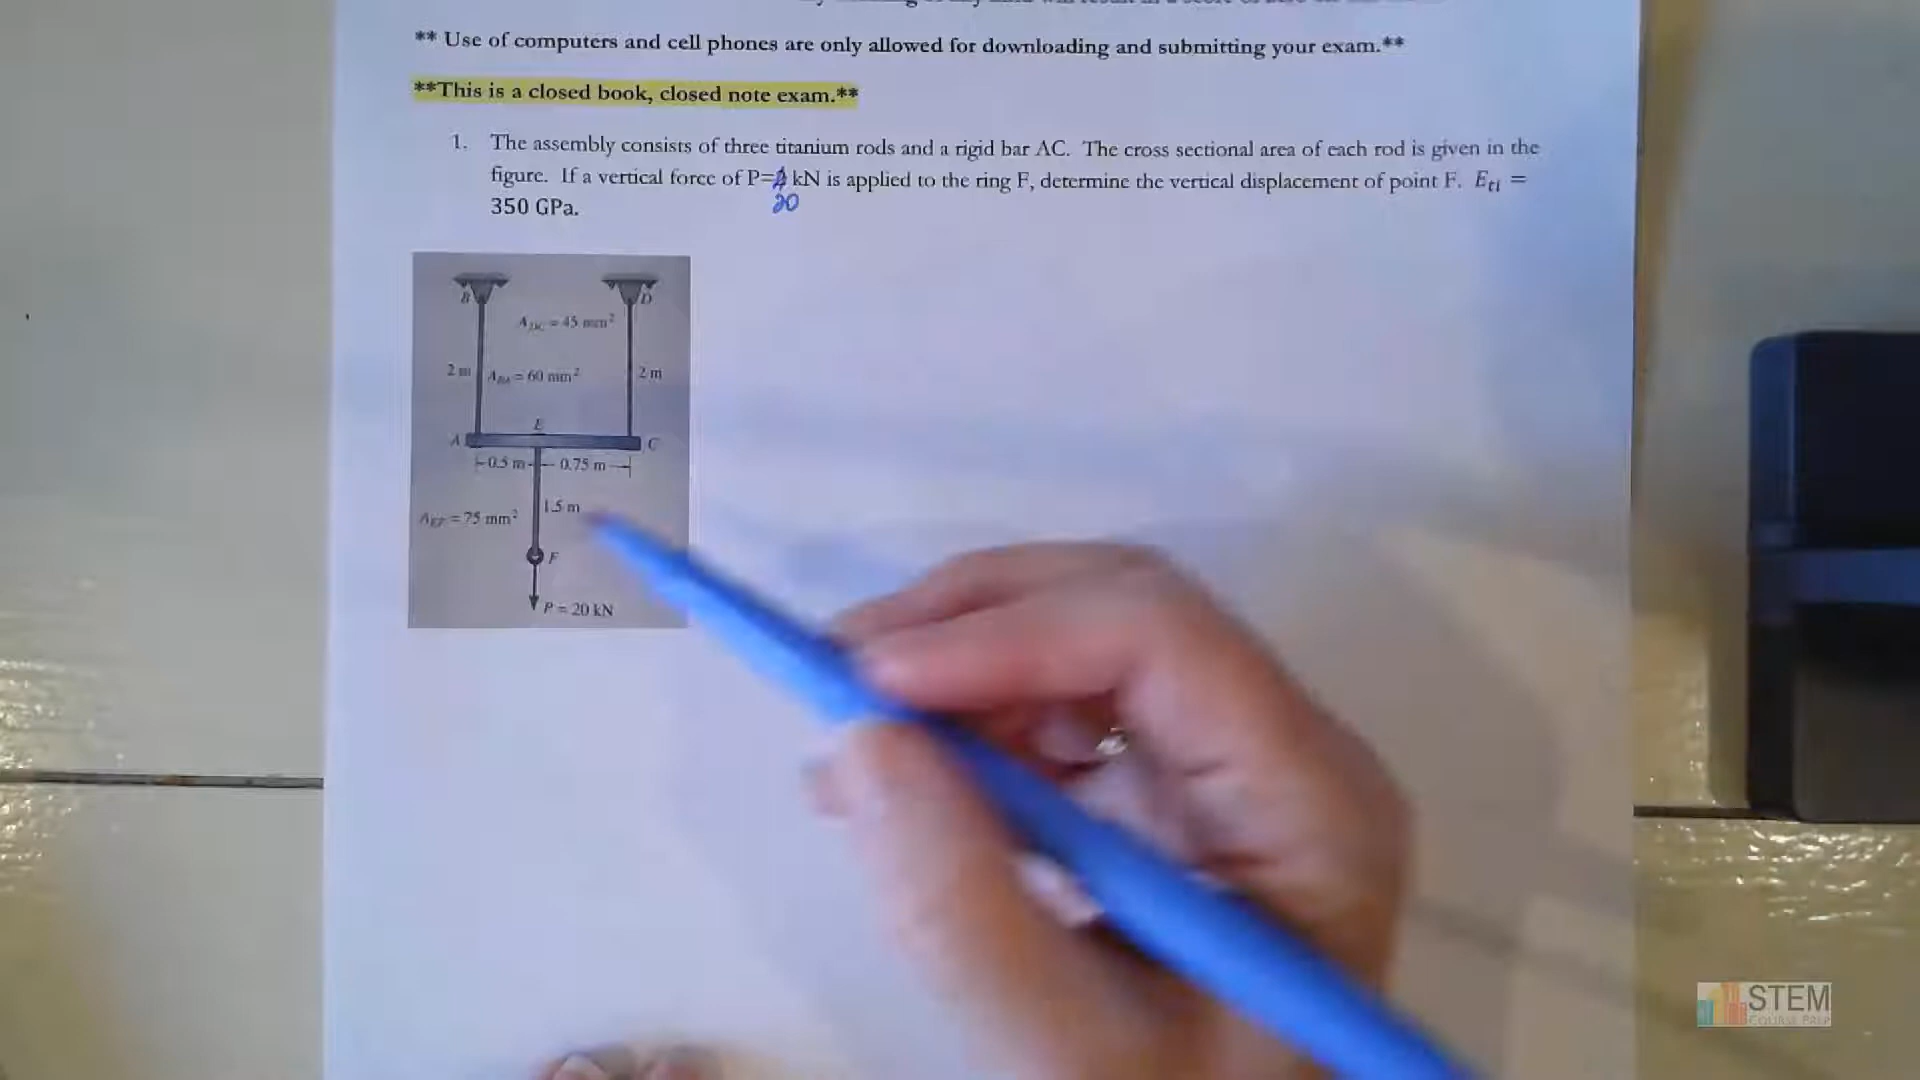 ** Use of computers and cell phones are only allowed for downloading and submitting your exam.**
**This is a closed book, closed note exam.**
1. The assembly consists of three titanium rods and a rigid bar AC. The cross sectional area of each rod is given in the
figure. If a vertical force of P= kN is applied to the ring F, determine the vertical displacement of point F. E_ti =
20
350 GPa.
B D
A_DC = 45 mm²
2 m A_BA = 60 mm² 2 m
E
A C
0.5 m 0.75 m
1.5 m
A_EF = 75 mm²
F
P = 20 kN
STEM
COURSE PREP